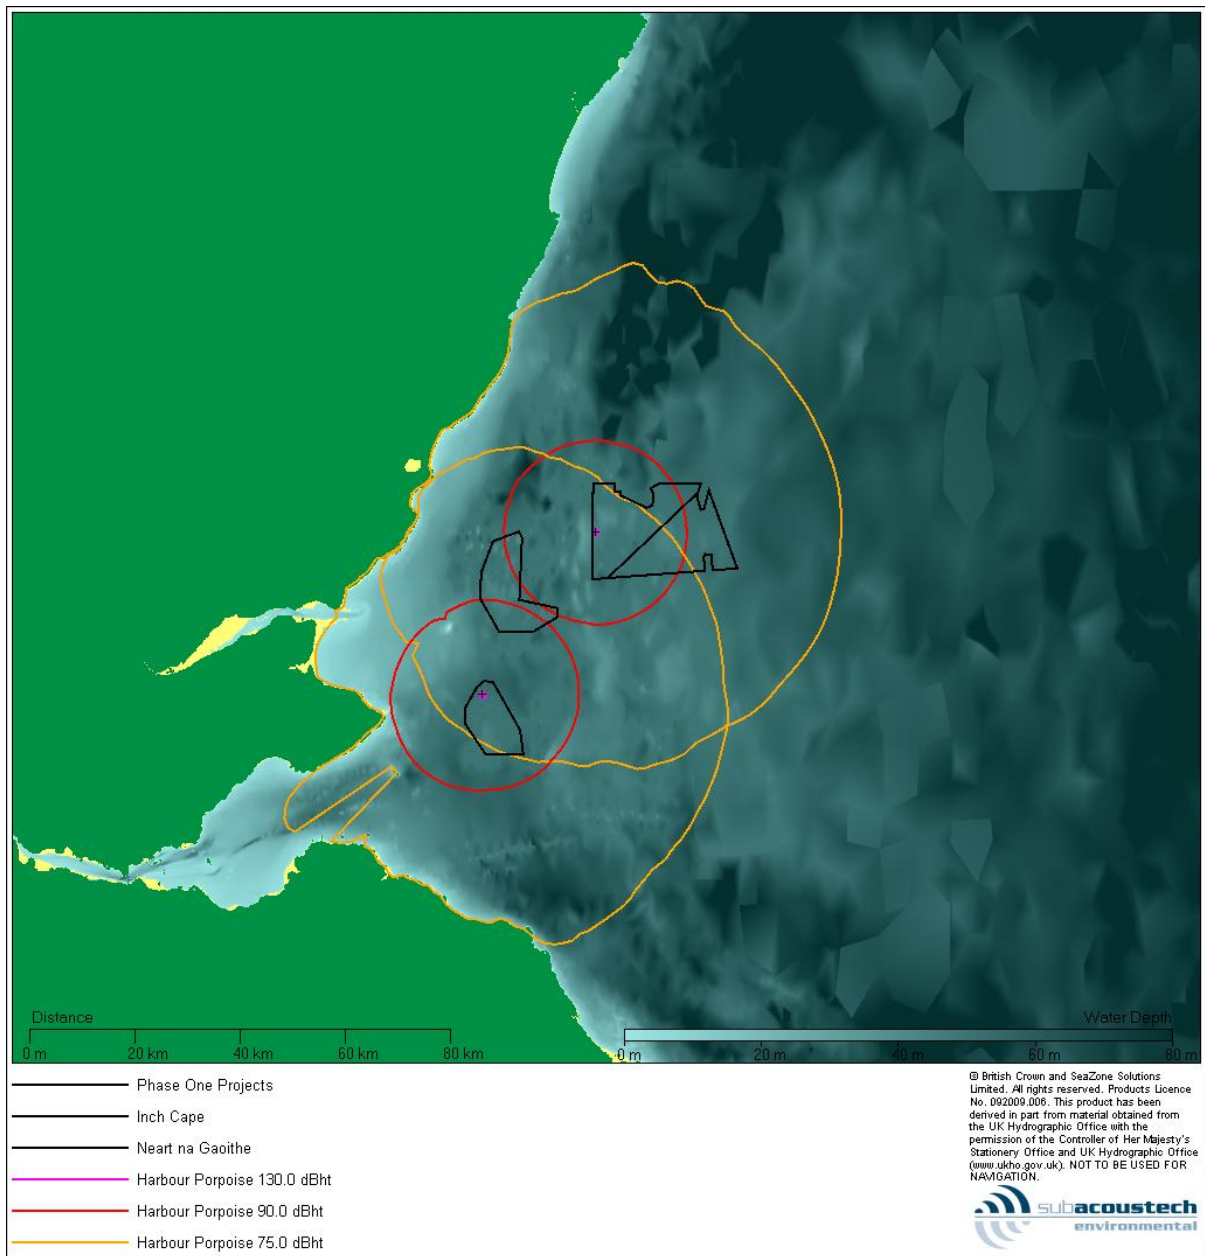 Distance
0 m 20 km 40 km 60 km 80 km
Water Depth
0 m 20 m 40 m 60 m 80 m
Phase One Projects
Inch Cape
Neart na Gaoithe
Harbour Porpoise 130.0 dBht
Harbour Porpoise 90.0 dBht
Harbour Porpoise 75.0 dBht
© British Crown and SeaZone Solutions
Limited. All rights reserved. Products Licence
No. 092009.006. This product has been
derived in part from material obtained from
the UK Hydrographic Office with the
permission of the Controller of Her Majesty's
Stationery Office and UK Hydrographic Office
(www.ukho.gov.uk). NOT TO BE USED FOR
NAVIGATION.
subacoustech
environmental